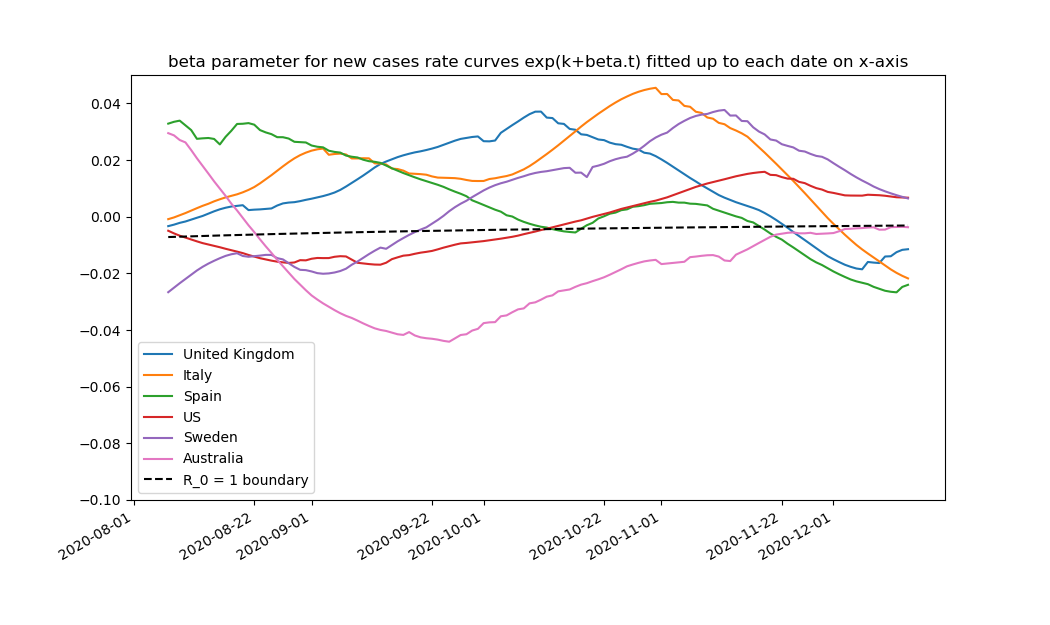 beta parameter for new cases rate curves exp(k+beta.t) fitted up to each date on x-axis
0.04
0.02
0.00
−0.02
−0.04
−0.06
−0.08
−0.10
United Kingdom
Italy
Spain
US
Sweden
Australia
R_0 = 1 boundary
2020-08-01
2020-08-22
2020-09-01
2020-09-22
2020-10-01
2020-10-22
2020-11-01
2020-11-22
2020-12-01